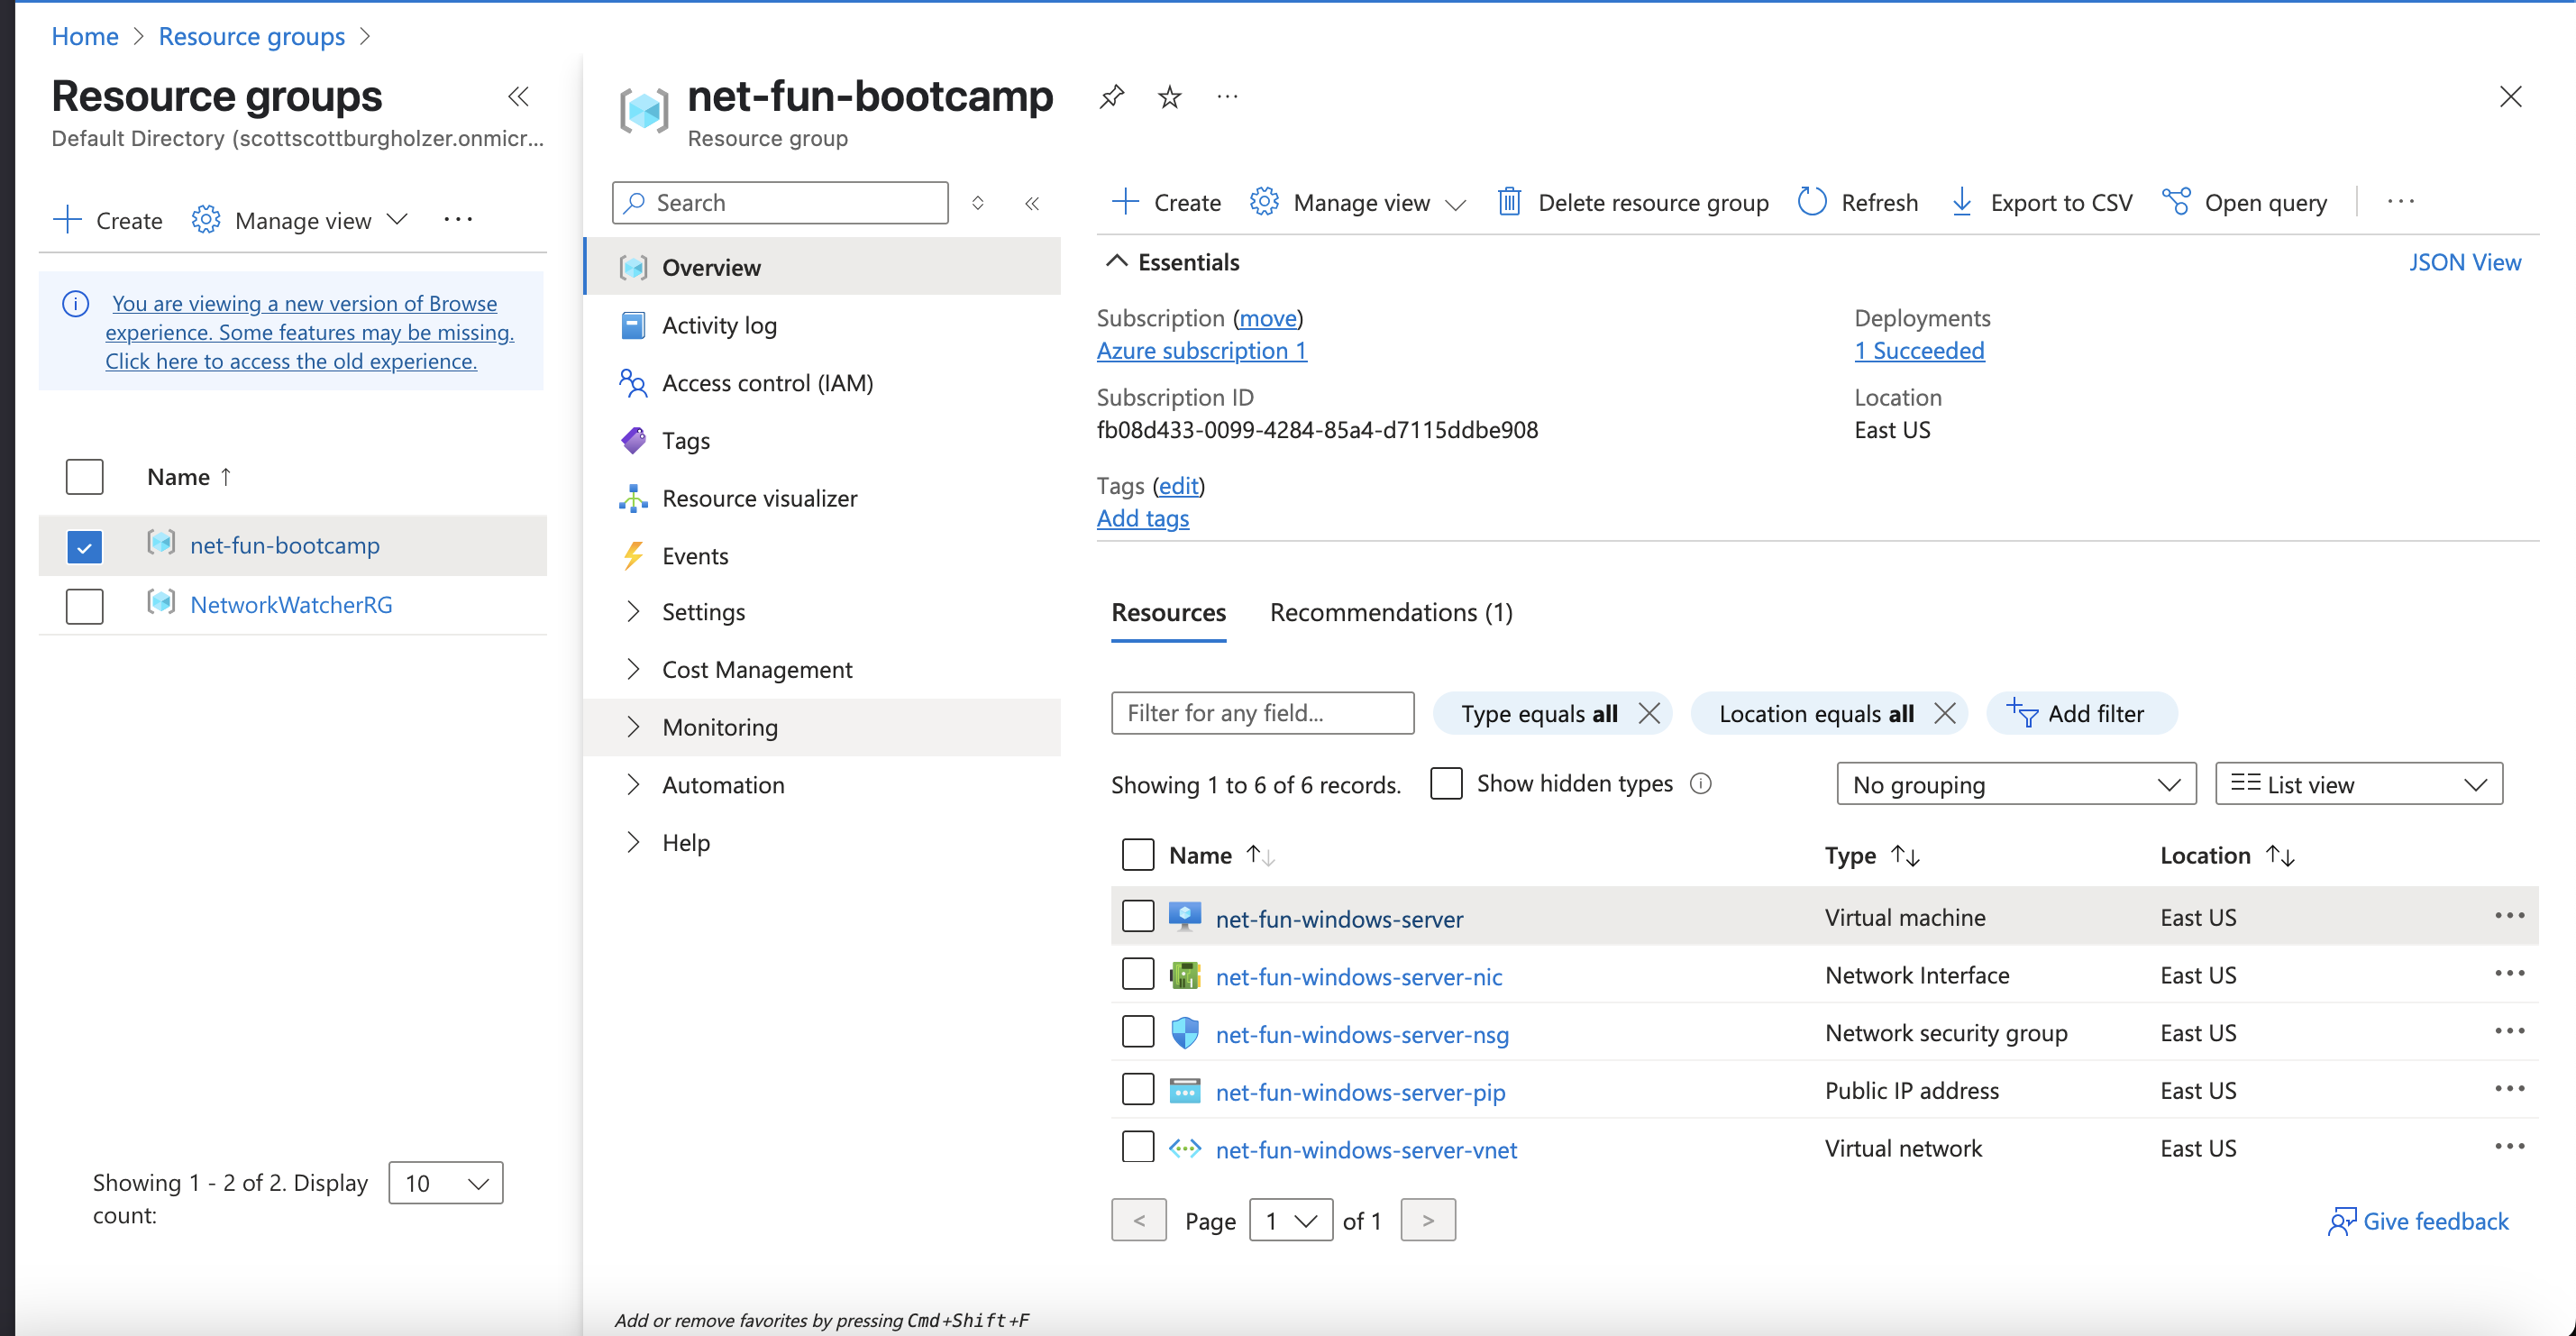 Home > Resource groups >
Resource groups
Default Directory (scottscottburgholzer.onmicr...
Create Manage view ...
You are viewing a new version of Browse
experience. Some features may be missing.
Click here to access the old experience.
Name ↑
net-fun-bootcamp
NetworkWatcherRG
Showing 1 - 2 of 2. Display
count:
10
net-fun-bootcamp ...
Resource group
Search
Overview
Activity log
Access control (IAM)
Tags
Resource visualizer
Events
Settings
Cost Management
Monitoring
Automation
Help
Add or remove favorites by pressing Cmd+Shift+F
Create Manage view Delete resource group Refresh Export to CSV Open query ...
Essentials
JSON View
Subscription (move)
Azure subscription 1
Subscription ID
fb08d433-0099-4284-85a4-d7115ddbe908
Deployments
1 Succeeded
Location
East US
Tags (edit)
Add tags
Resources Recommendations (1)
Filter for any field... Type equals all Location equals all Add filter
Showing 1 to 6 of 6 records. Show hidden types No grouping List view
Name ↑↓ Type ↑↓ Location ↑↓
net-fun-windows-server Virtual machine East US ...
net-fun-windows-server-nic Network Interface East US ...
net-fun-windows-server-nsg Network security group East US ...
net-fun-windows-server-pip Public IP address East US ...
net-fun-windows-server-vnet Virtual network East US ...
< Page 1 of 1 >
Give feedback